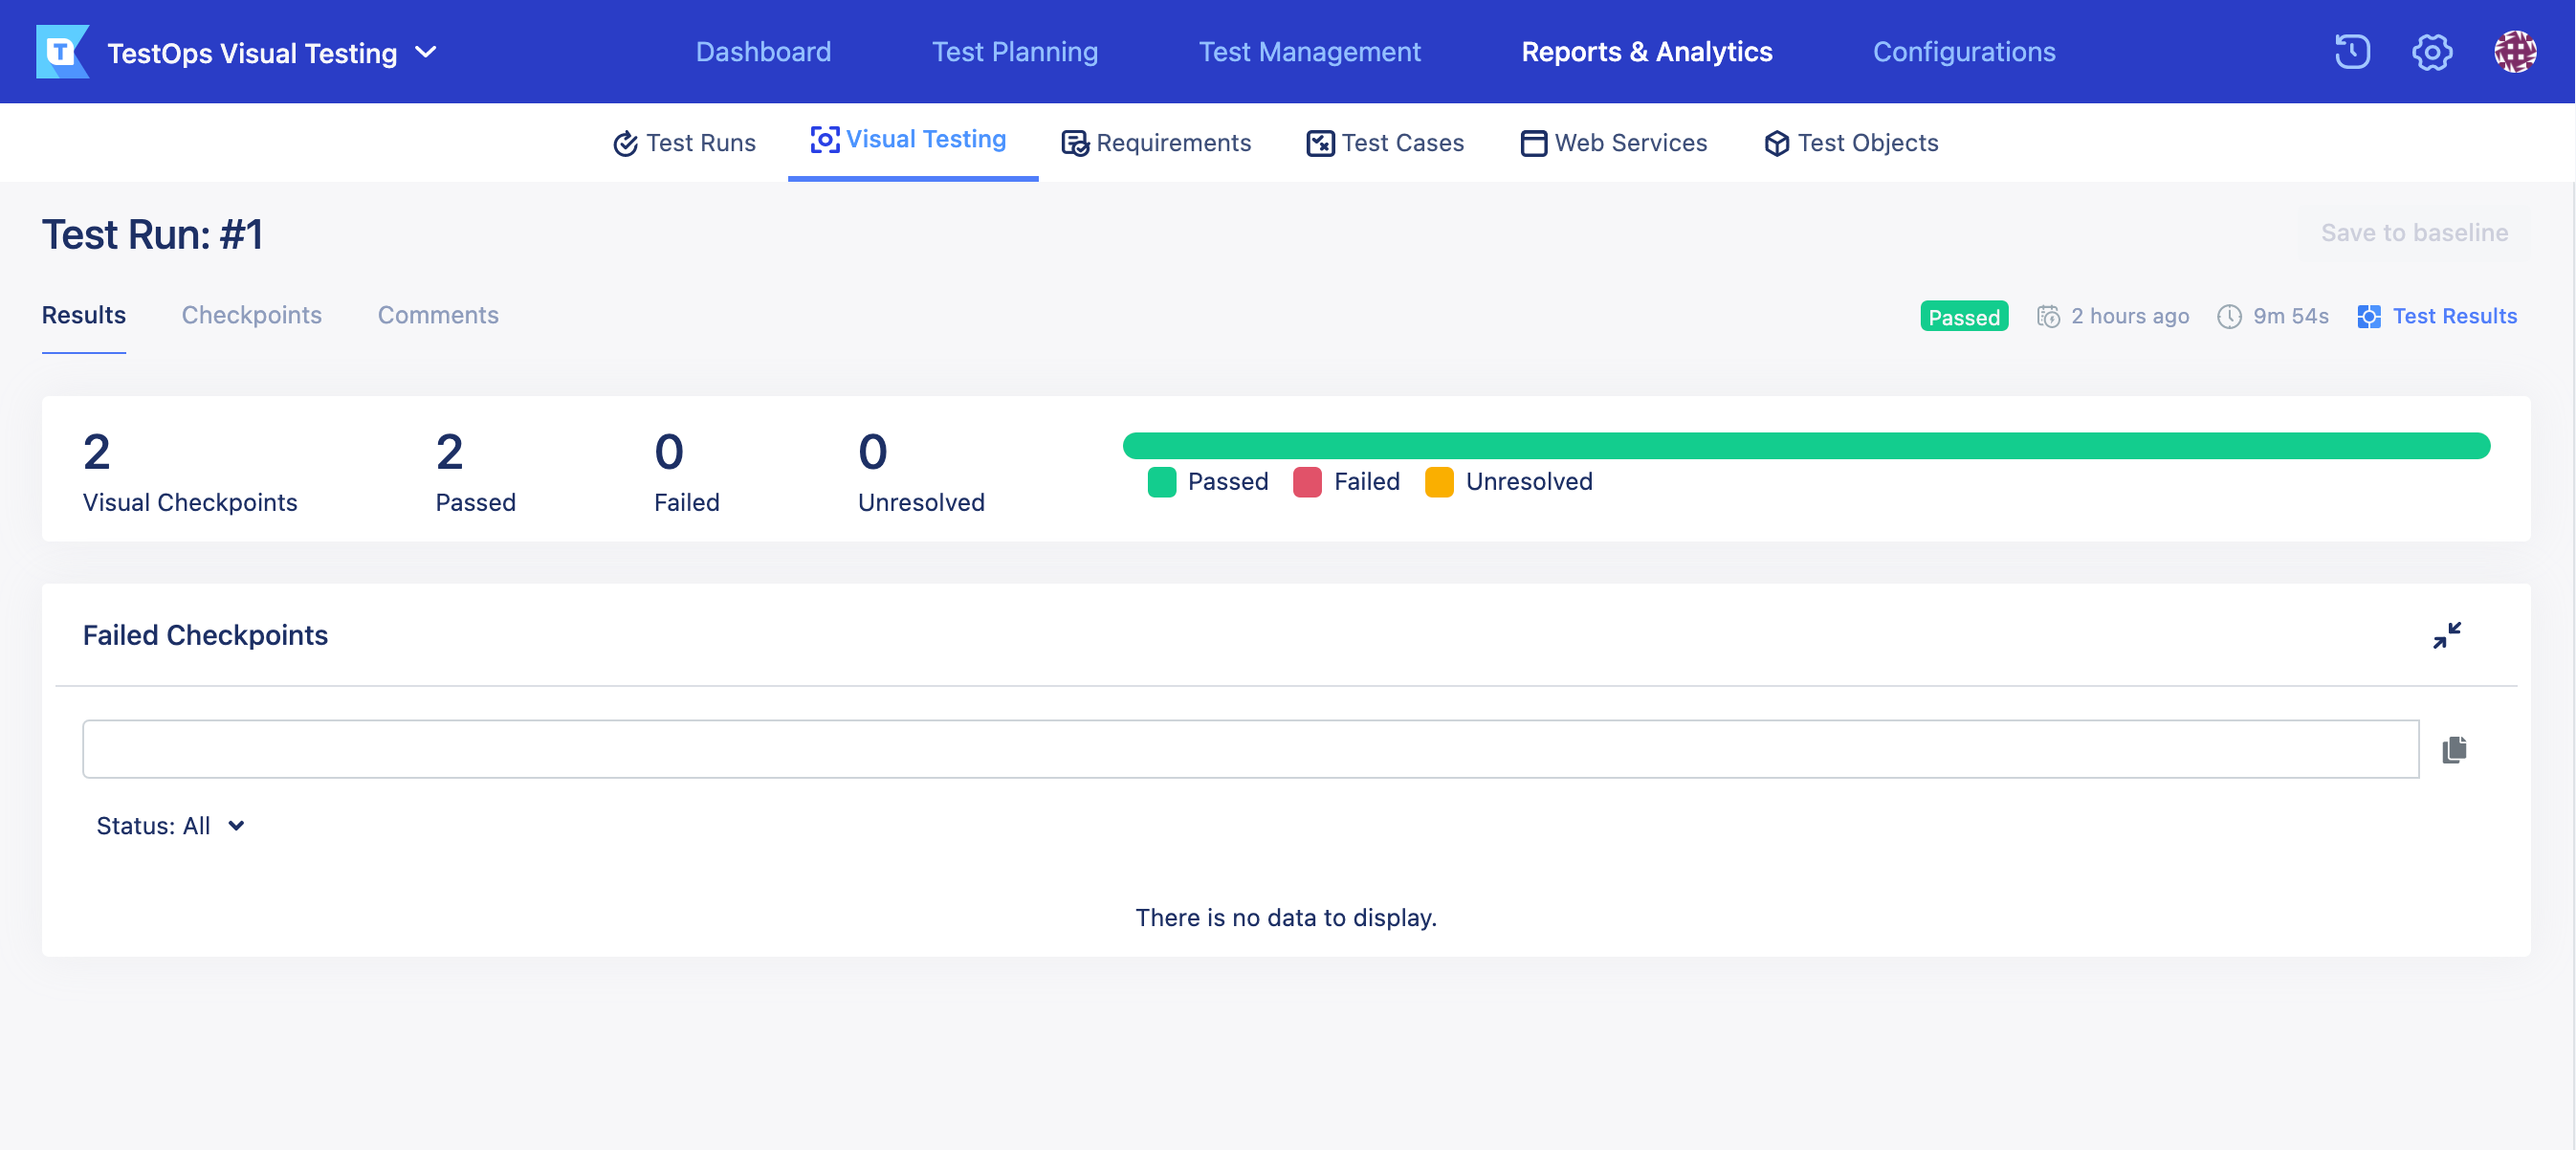 T TestOps Visual Testing
Dashboard
Test Planning
Test Management
Reports & Analytics
Configurations
Test Runs
Visual Testing
Requirements
Test Cases
Web Services
Test Objects
Test Run: #1
Save to baseline
Results
Checkpoints
Comments
Passed
2 hours ago
9m 54s
Test Results
2
Visual Checkpoints
2
Passed
0
Failed
0
Unresolved
Passed
Failed
Unresolved
Failed Checkpoints
Status: All
There is no data to display.